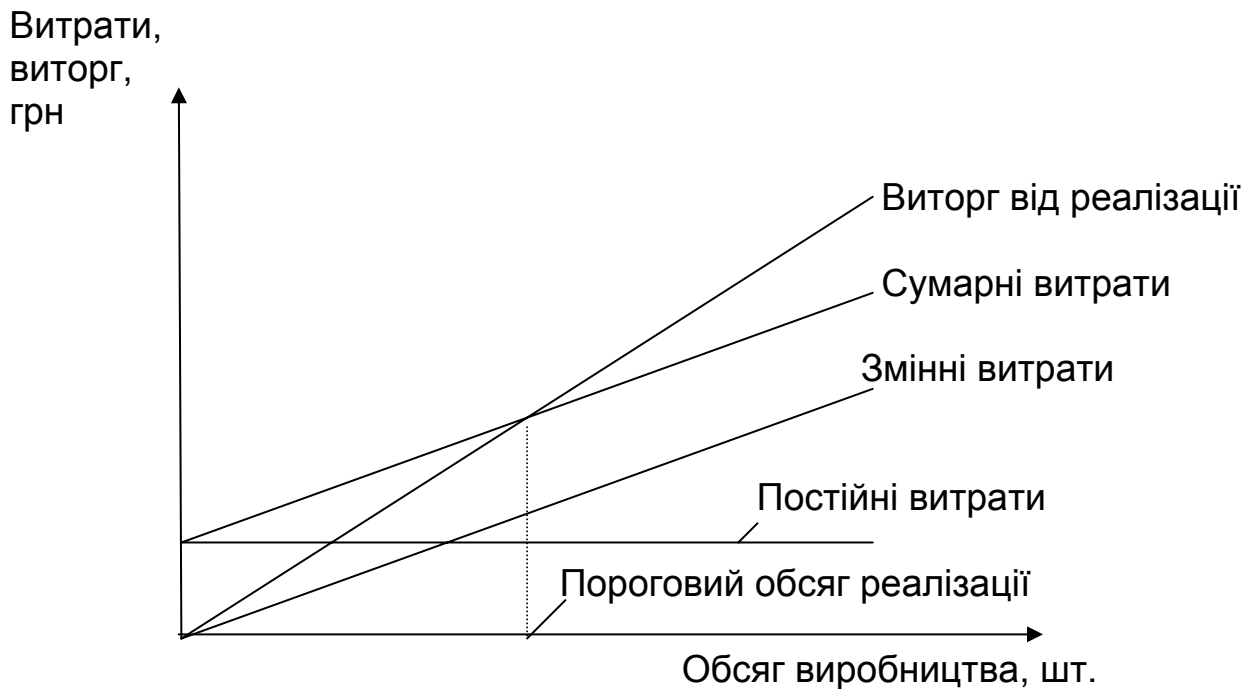 Витрати,
виторг,
грн
Виторг від реалізації
Сумарні витрати
Змінні витрати
Постійні витрати
Пороговий обсяг реалізації
Обсяг виробництва, шт.